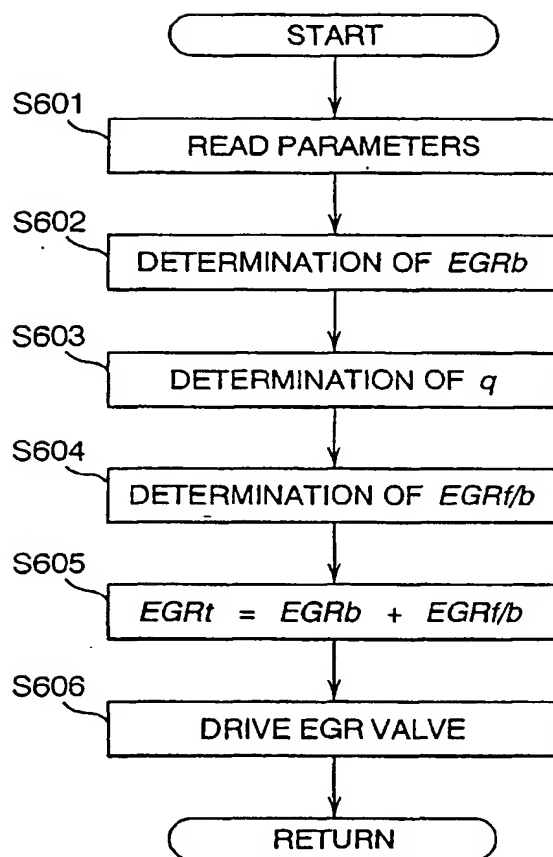 START
S601
READ PARAMETERS
S602
DETERMINATION OF EGRb
S603
DETERMINATION OF q
S604
DETERMINATION OF EGRf/b
S605
EGRt = EGRb + EGRf/b
S606
DRIVE EGR VALVE
RETURN